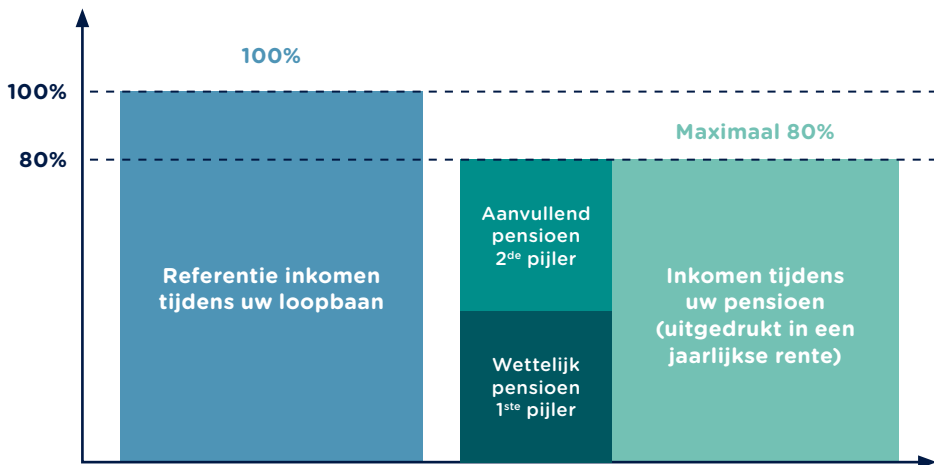 100%
100%
Maximaal 80%
80%
Aanvullend
pensioen
2de pijler
Referentie inkomen
tijdens uw loopbaan
Inkomen tijdens
uw pensioen
(uitgedrukt in een
jaarlijkse rente)
Wettelijk
pensioen
1ste pijler